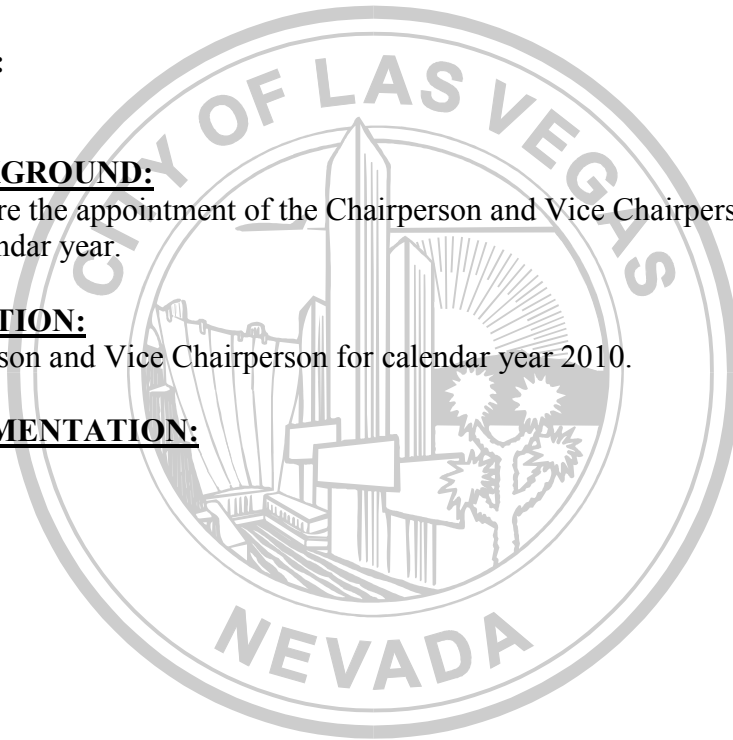 :
GROUND:
re the appointment of the Chairperson and Vice Chairpers
ndar year.
TION:
son and Vice Chairperson for calendar year 2010.
MENTATION:
CITY OF LAS VEGAS
NEVADA